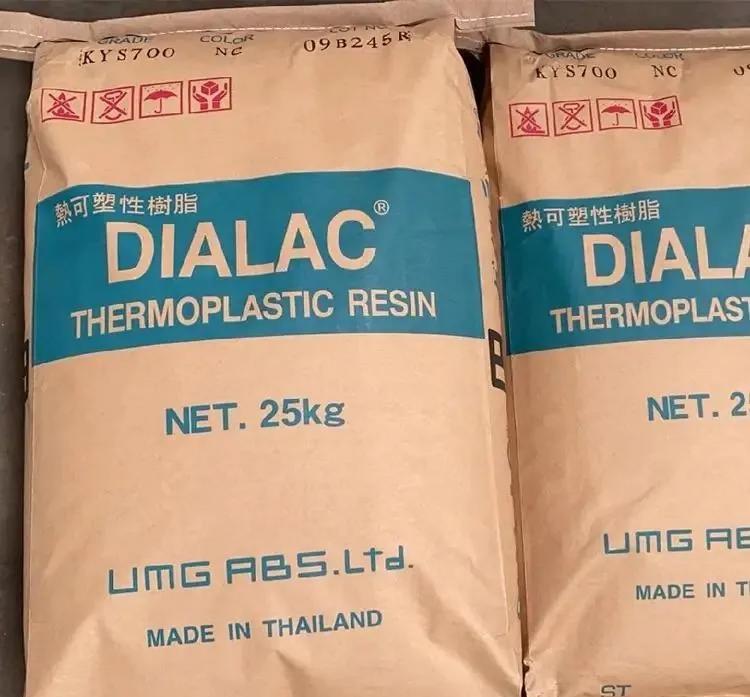 GRADE COLOR LOT NO.
KYS700 NC 09B245R
熱可塑性樹脂
DIALAC®
THERMOPLASTIC RESIN
NET. 25kg
UMG ABS.Ltd.
MADE IN THAILAND
GRADE COLOR
KYS700 NC
熱可塑性樹脂
DIALA
THERMOPLAST
NET. 2
UMG AB
MADE IN T
ST